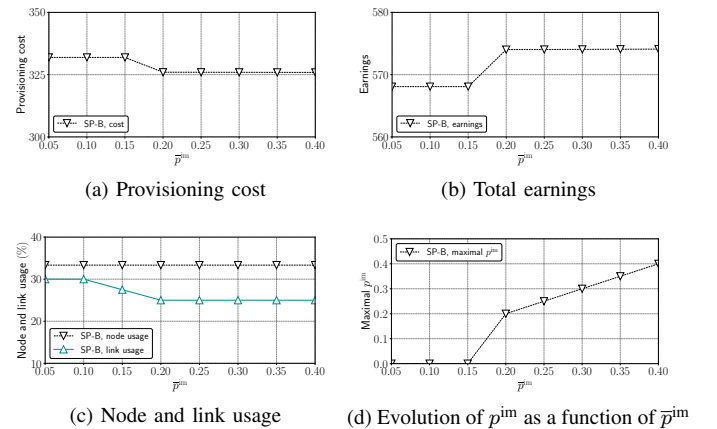 350
325
300
Provisioning cost
SP-B, cost
0.05 0.10 0.15 0.20 0.25 0.30 0.35 0.40
p̅ⁱᵐ
(a) Provisioning cost
580
570
560
Earnings
SP-B, earnings
0.05 0.10 0.15 0.20 0.25 0.30 0.35 0.40
p̅ⁱᵐ
(b) Total earnings
40
30
20
10
Node and link usage (%)
SP-B, node usage
SP-B, link usage
0.05 0.10 0.15 0.20 0.25 0.30 0.35 0.40
p̅ⁱᵐ
(c) Node and link usage
0.5
0.4
0.3
0.2
0.1
0.0
Maximal pⁱᵐ
SP-B, maximal pⁱᵐ
0.05 0.10 0.15 0.20 0.25 0.30 0.35 0.40
p̅ⁱᵐ
(d) Evolution of pⁱᵐ as a function of p̅ⁱᵐ